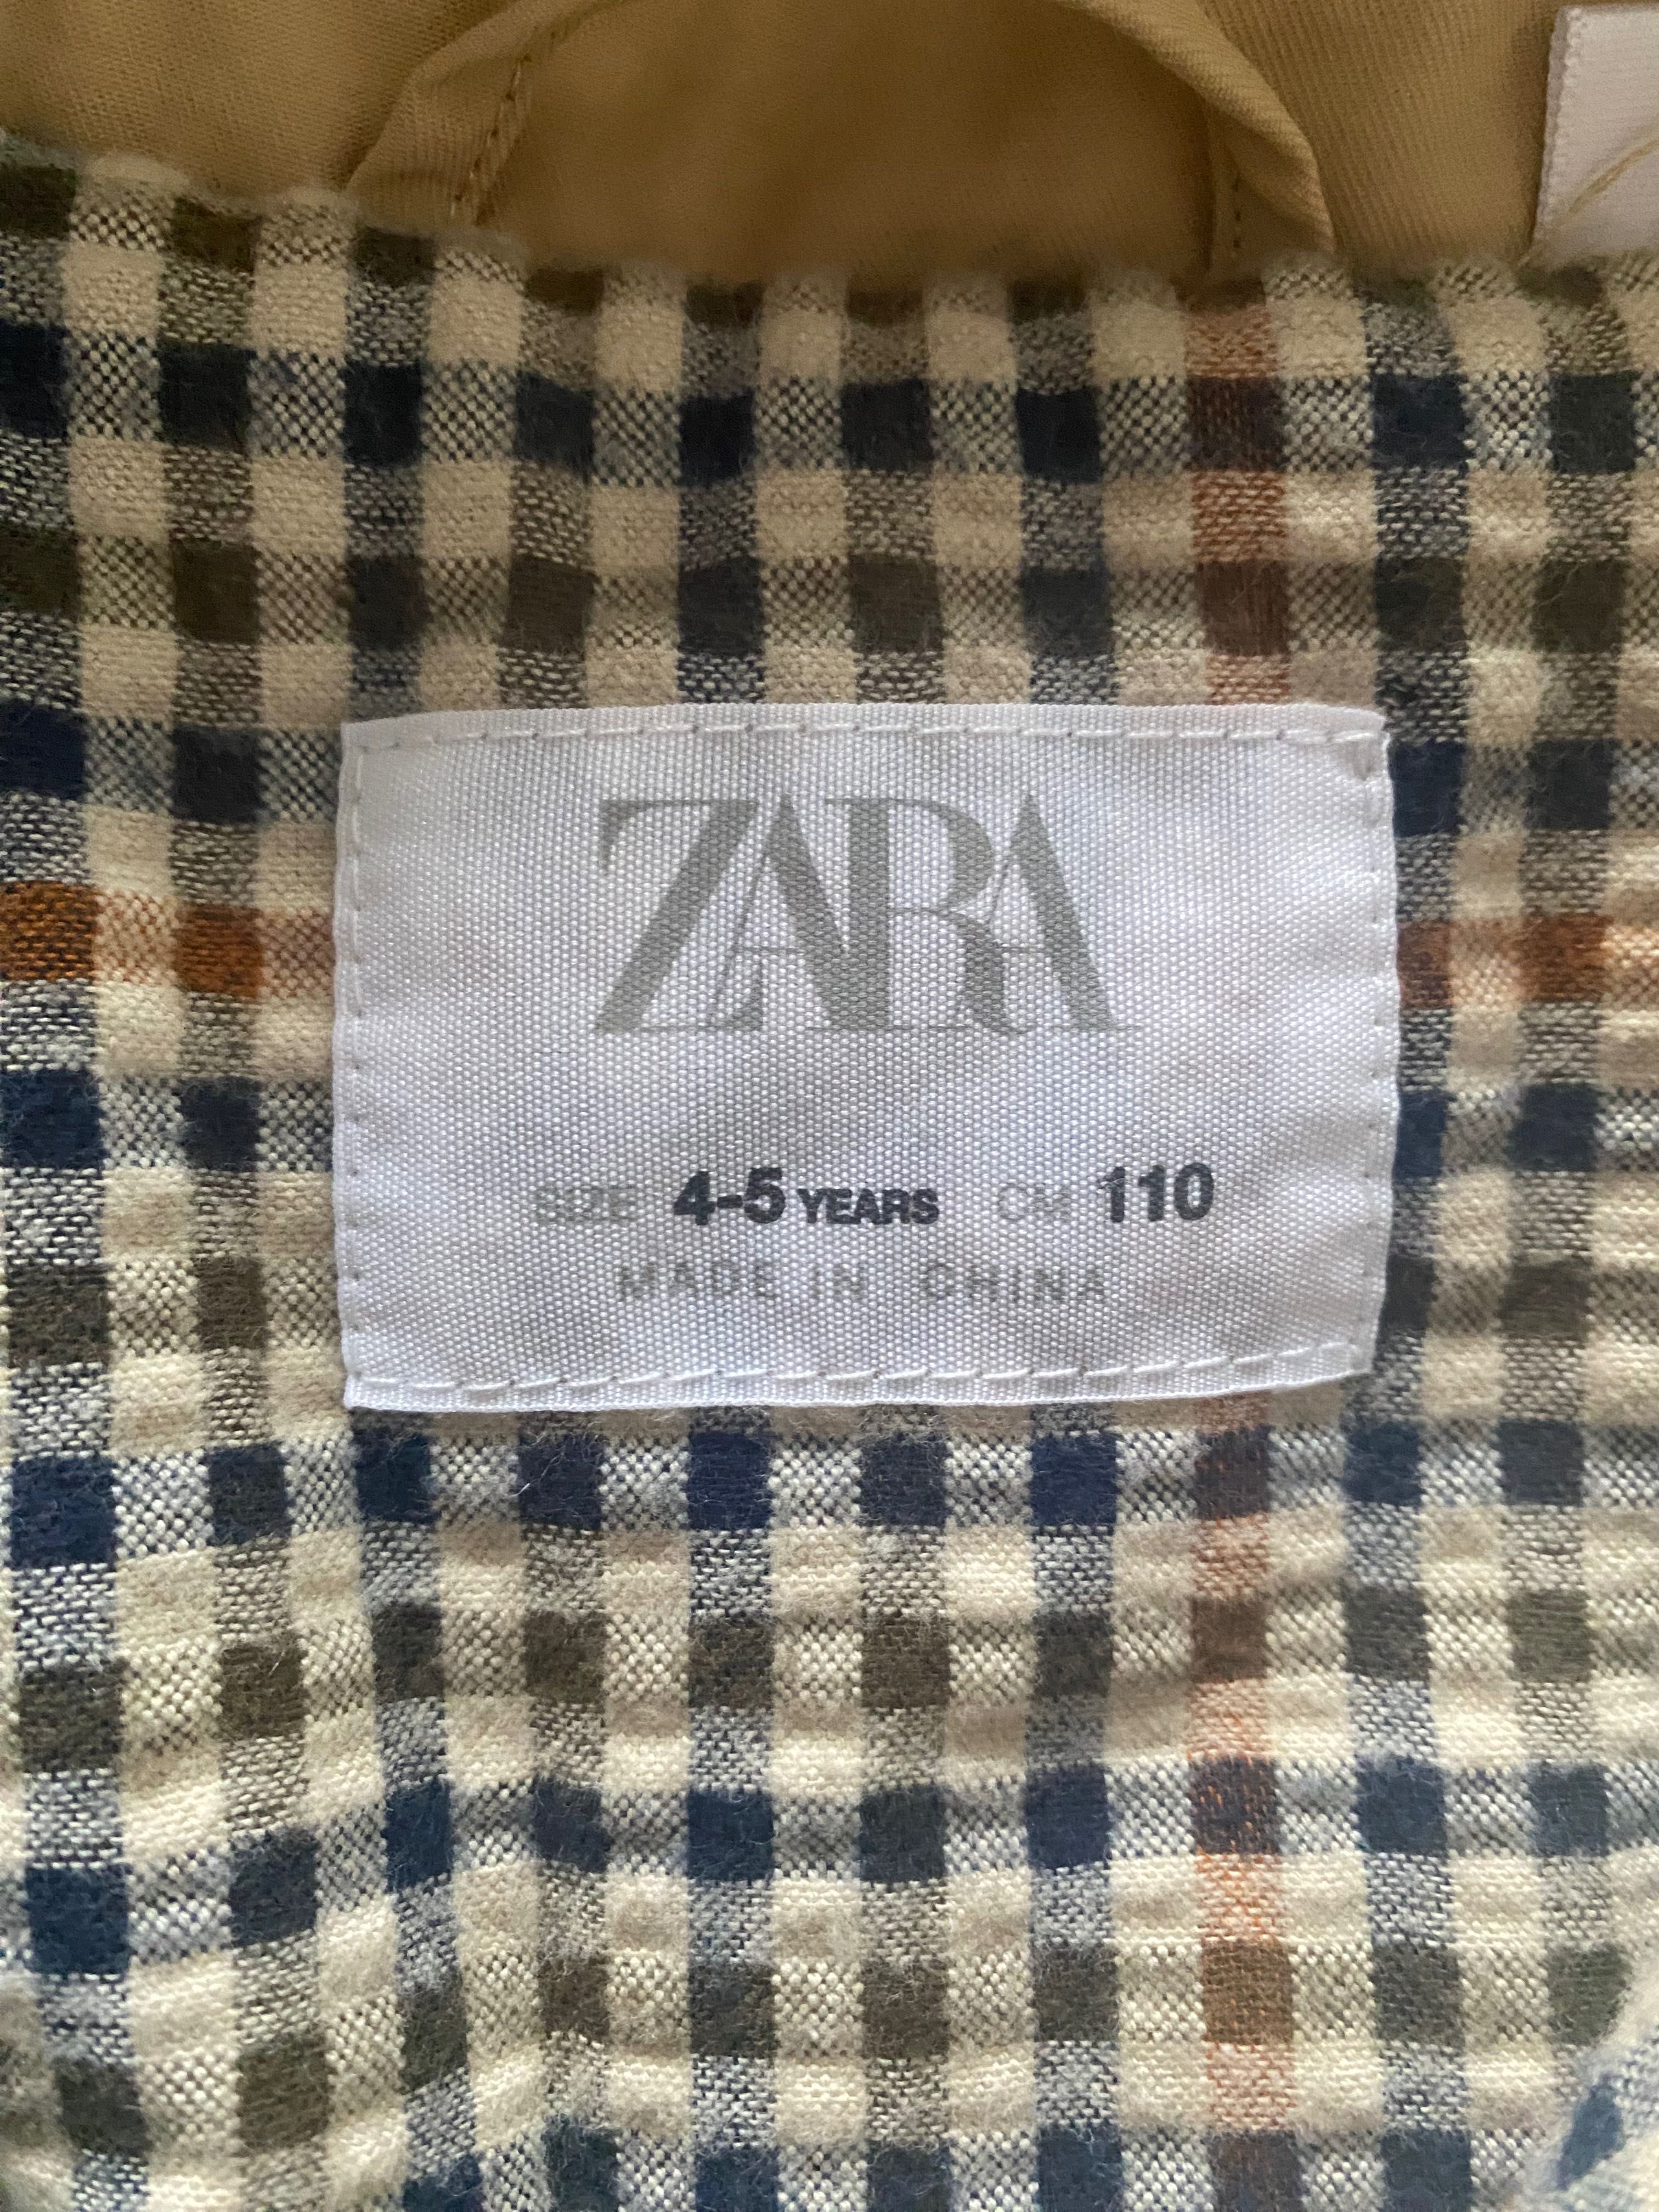 ZARA
SIZE 4-5 YEARS CM 110
MADE IN CHINA